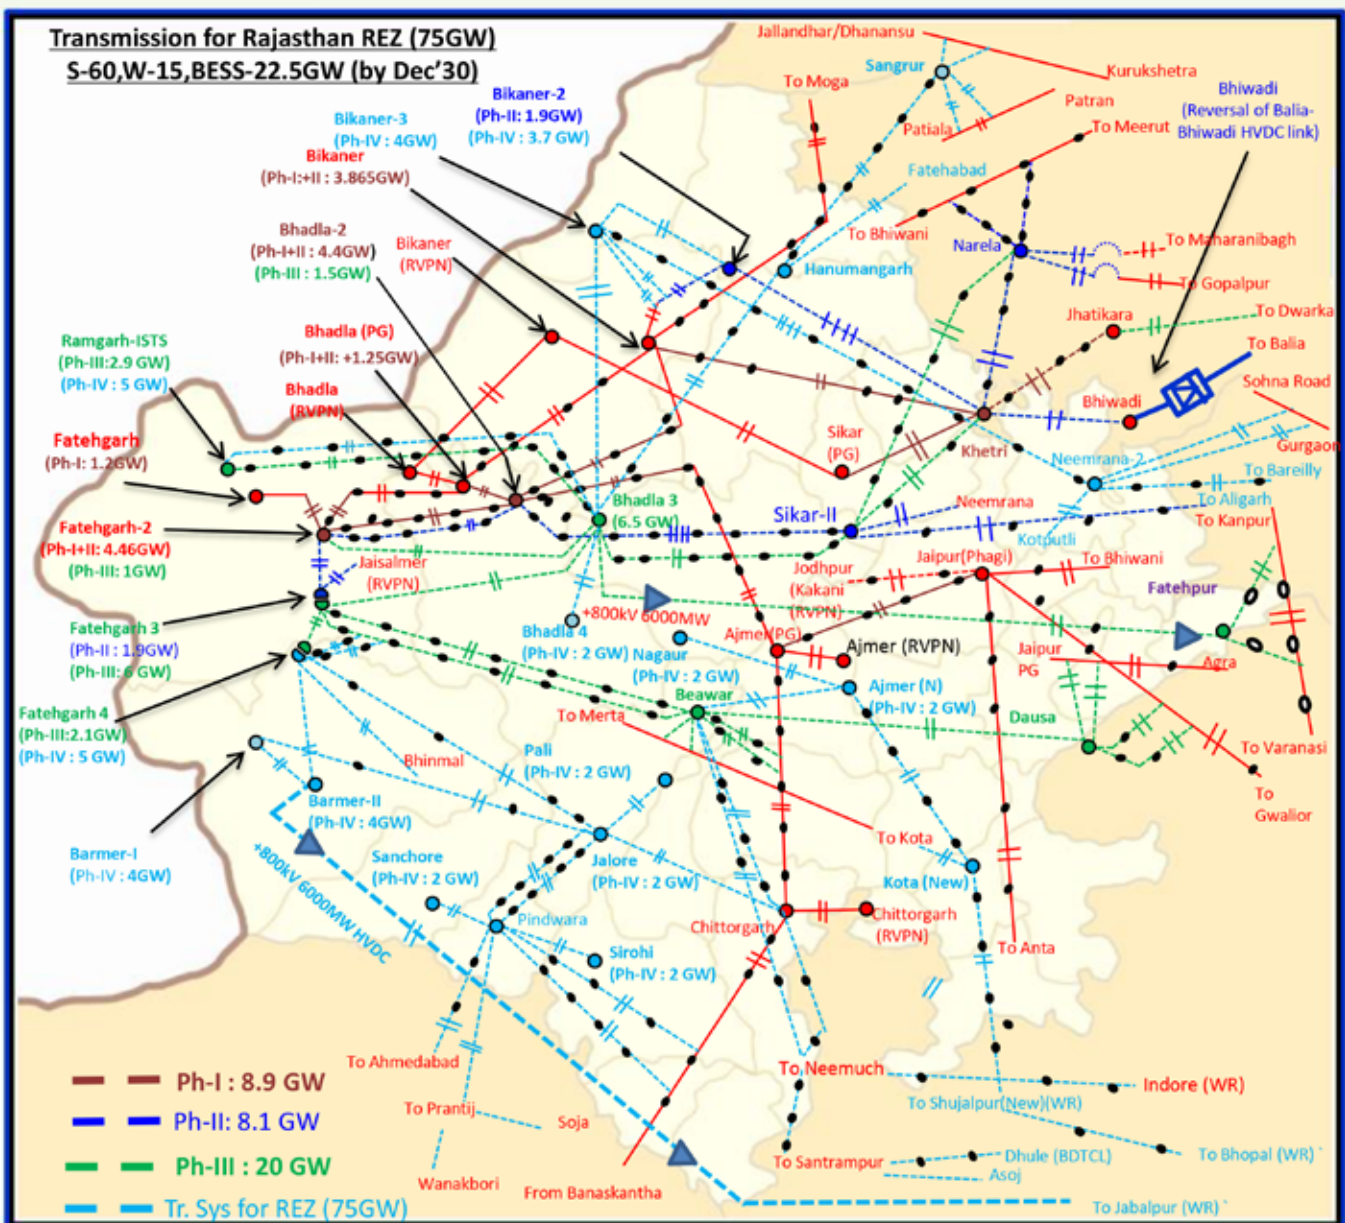 Transmission for Rajasthan REZ (75GW)
S-60,W-15,BESS-22.5GW (by Dec'30)
Jallandhar/Dhanansu
Sangrur
Kurukshetra
To Moga
Patran
Patiala
To Meerut
Bhiwadi
(Reversal of Balia-
Bhiwadi HVDC link)
Bikaner-2
(Ph-II: 1.9GW)
(Ph-IV : 3.7 GW)
Bikaner-3
(Ph-IV : 4GW)
Bikaner
(Ph-I:+II : 3.865GW)
Fatehabad
Bhadla-2
(Ph-I+II : 4.4GW)
(Ph-III : 1.5GW)
Bikaner
(RVPN)
To Bhiwani
Narela
To Maharanibagh
Hanumangarh
To Gopalpur
Jhatikara
To Dwarka
Ramgarh-ISTS
(Ph-III:2.9 GW)
(Ph-IV : 5 GW)
Bhadla (PG)
(Ph-I+II: +1.25GW)
Bhadla
(RVPN)
To Balia
Sohna Road
Bhiwadi
Gurgaon
Fatehgarh
(Ph-I: 1.2GW)
Sikar
(PG)
Khetri
Neemrana-2
To Bareilly
Bhadla 3
(6.5 GW)
Sikar-II
Neemrana
To Aligarh
To Kanpur
Kotputli
Fatehgarh-2
(Ph-I+II: 4.46GW)
(Ph-III: 1GW)
Jaisalmer
(RVPN)
Jodhpur
(Kakani
(RVPN)
Jaipur(Phagi)
To Bhiwani
Fatehpur
+800kV 6000MW
Fatehgarh 3
(Ph-II : 1.9GW)
(Ph-III: 6 GW)
Bhadla 4
(Ph-IV : 2 GW)
Nagaur
(Ph-IV : 2 GW)
Ajmer(PG)
Ajmer (RVPN)
Jaipur
PG
Agra
Beawar
Ajmer (N)
(Ph-IV : 2 GW)
Dausa
To Merta
Fatehgarh 4
(Ph-III:2.1GW)
(Ph-IV : 5 GW)
Bhinmal
Pali
(Ph-IV : 2 GW)
To Varanasi
To
Gwalior
Barmer-II
(Ph-IV : 4GW)
Barmer-I
(Ph-IV : 4GW)
+800kV 6000MW HVDC
Sanchore
(Ph-IV : 2 GW)
Jalore
(Ph-IV : 2 GW)
To Kota
Kota (New)
Pindwara
Chittorgarh
Chittorgarh
(RVPN)
To Anta
Sirohi
(Ph-IV : 2 GW)
To Ahmedabad
To Neemuch
Indore (WR)
Ph-I : 8.9 GW
To Prantij
Soja
To Shujalpur(New)(WR)
Ph-II: 8.1 GW
Ph-III : 20 GW
Wanakbori
From Banaskantha
To Santrampur
Dhule (BDTCL)
Asoj
To Bhopal (WR) `
Tr. Sys for REZ (75GW)
To Jabalpur (WR) `